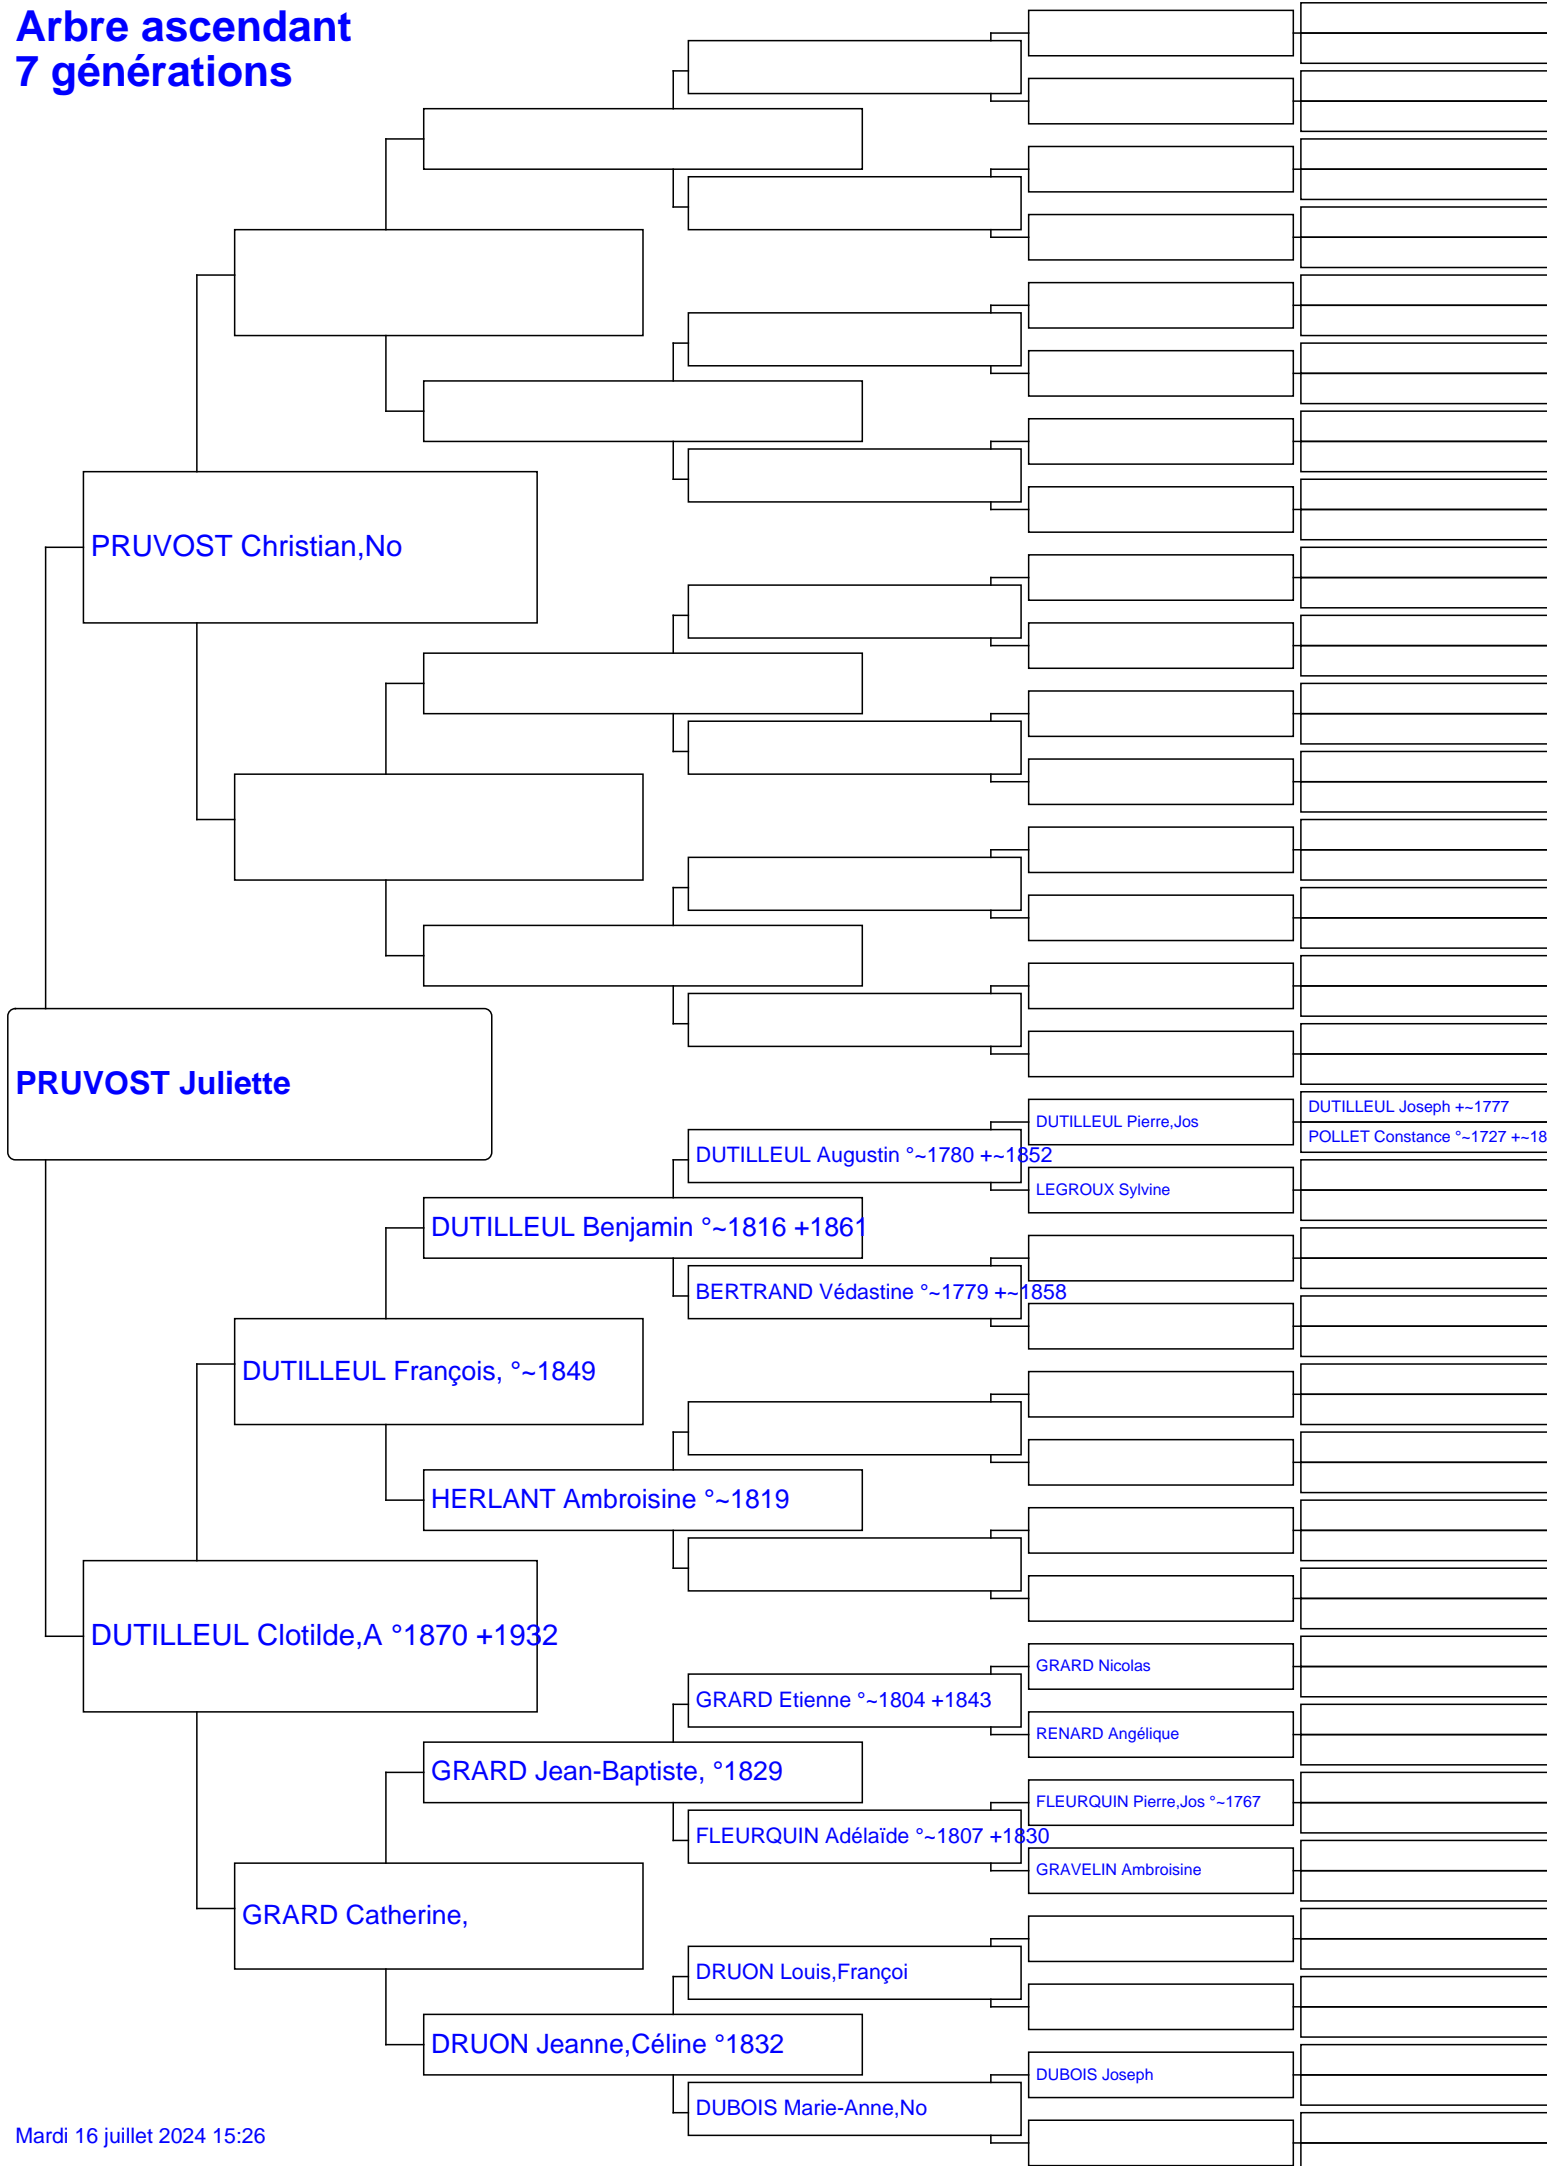 Arbre ascendant
7 générations
PRUVOST Christian,No
PRUVOST Juliette
DUTILLEUL Joseph +~1777
DUTILLEUL Pierre,Jos
POLLET Constance °~1727 +~18
DUTILLEUL Augustin °~1780 +~1852
LEGROUX Sylvine
DUTILLEUL Benjamin °~1816 +1861
BERTRAND Védastine °~1779 +~1858
DUTILLEUL François, °~1849
HERLANT Ambroisine °~1819
DUTILLEUL Clotilde,A °1870 +1932
GRARD Nicolas
GRARD Etienne °~1804 +1843
RENARD Angélique
GRARD Jean-Baptiste, °1829
FLEURQUIN Pierre,Jos °~1767
FLEURQUIN Adélaïde °~1807 +1830
GRAVELIN Ambroisine
GRARD Catherine,
DRUON Louis,Françoi
DRUON Jeanne,Céline °1832
DUBOIS Joseph
DUBOIS Marie-Anne,No
Mardi 16 juillet 2024 15:26